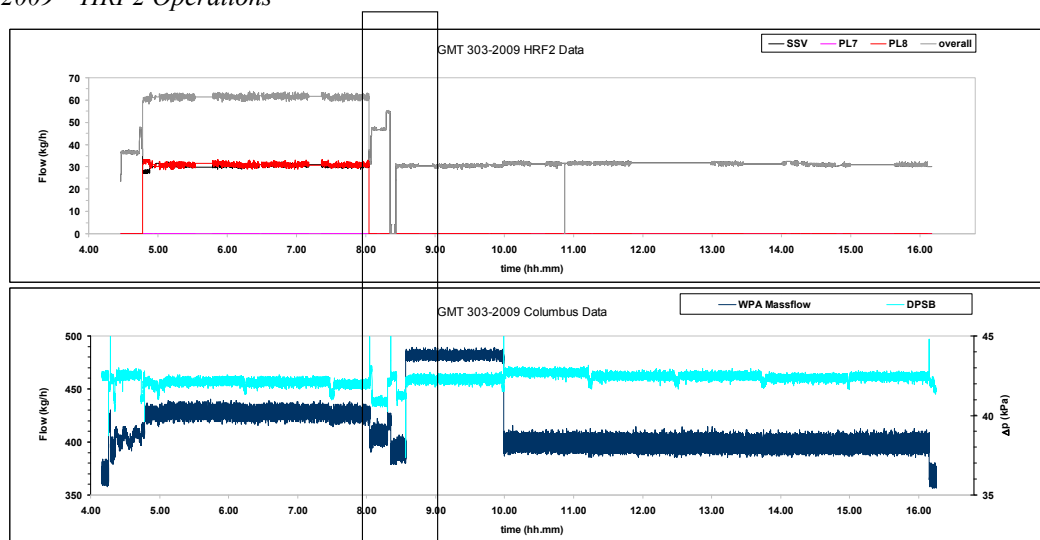 2009 HRF2 Operations
GMT 303-2009 HRF2 Data
SSV PL7 PL8 overall
70
60
50
40
30
20
10
0
Flow (kg/h)
4.00 5.00 6.00 7.00 8.00 9.00 10.00 11.00 12.00 13.00 14.00 15.00 16.00
time (hh.mm)
GMT 303-2009 Columbus Data
WPA Massflow DPSB
500
450
400
350
Flow (kg/h)
45
40
35
Δp (kPa)
4.00 5.00 6.00 7.00 8.00 9.00 10.00 11.00 12.00 13.00 14.00 15.00 16.00
time (hh.mm)